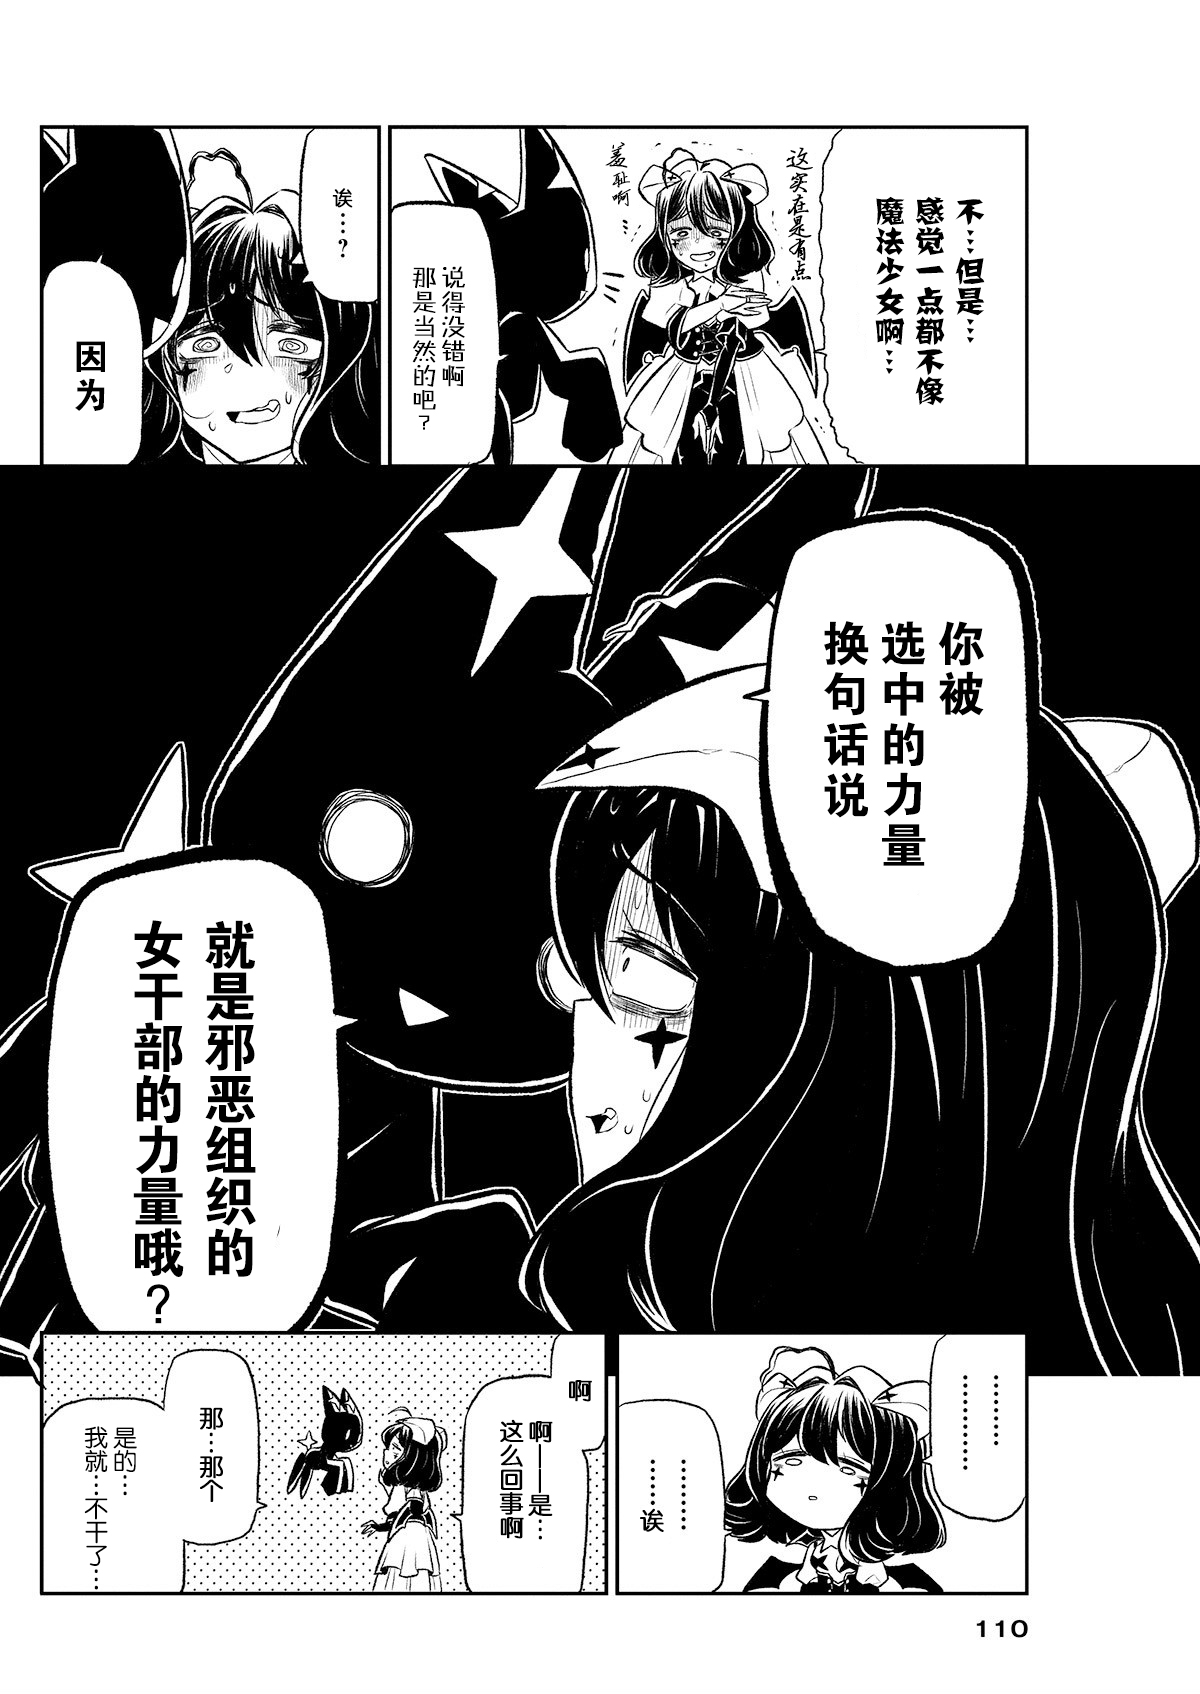 不…但是…
感觉一点都不像
魔法少女啊…
这实在是有点
羞耻啊
说得没错啊
那是当然的吧？
诶…？
因为
你被
选中的力量
换句话说
就是邪恶组织的
女干部的力量哦？
………
………诶
啊
啊——是…
这么回事啊
那…那个
是的…
我就…不干了…
110